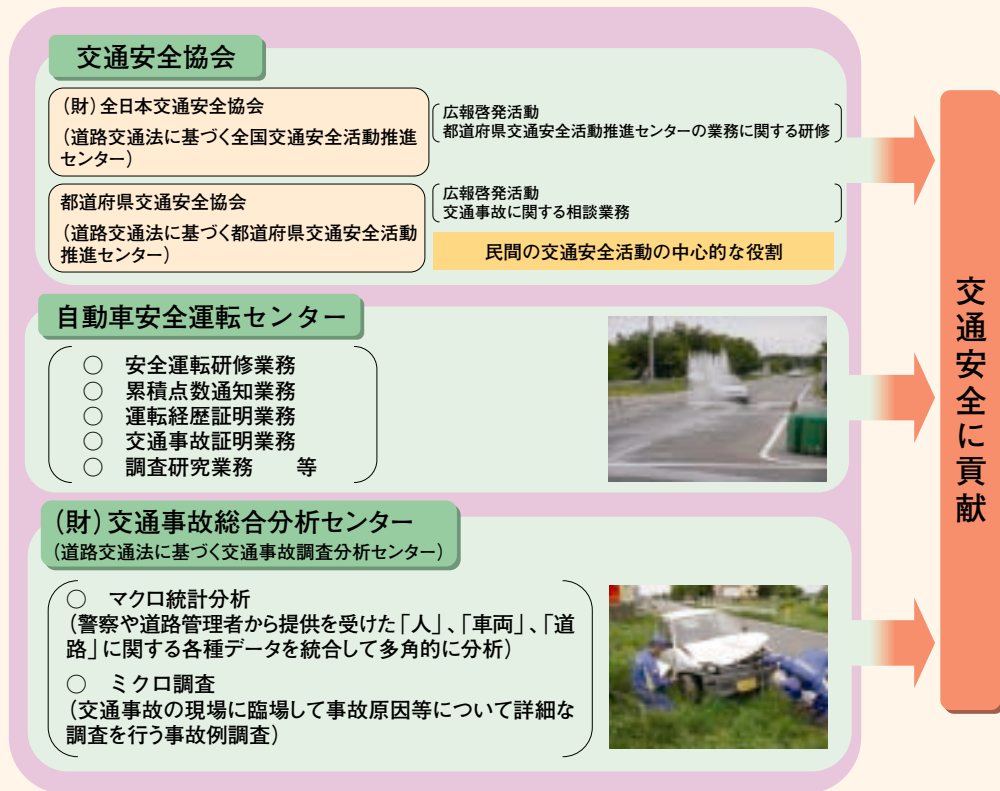 交通安全協会
(財)全日本交通安全協会
(道路交通法に基づく全国交通安全活動推進
センター)
広報啓発活動
都道府県交通安全活動推進センターの業務に関する研修
都道府県交通安全協会
(道路交通法に基づく都道府県交通安全活動
推進センター)
広報啓発活動
交通事故に関する相談業務
民間の交通安全活動の中心的な役割
自動車安全運転センター
○ 安全運転研修業務
○ 累積点数通知業務
○ 運転経歴証明業務
○ 交通事故証明業務
○ 調査研究業務 等
(財)交通事故総合分析センター
(道路交通法に基づく交通事故調査分析センター)
○ マクロ統計分析
(警察や道路管理者から提供を受けた「人」、「車両」、「道
路」に関する各種データを統合して多角的に分析)
○ ミクロ調査
(交通事故の現場に臨場して事故原因等について詳細な
調査を行う事故例調査)
交通安全に貢献